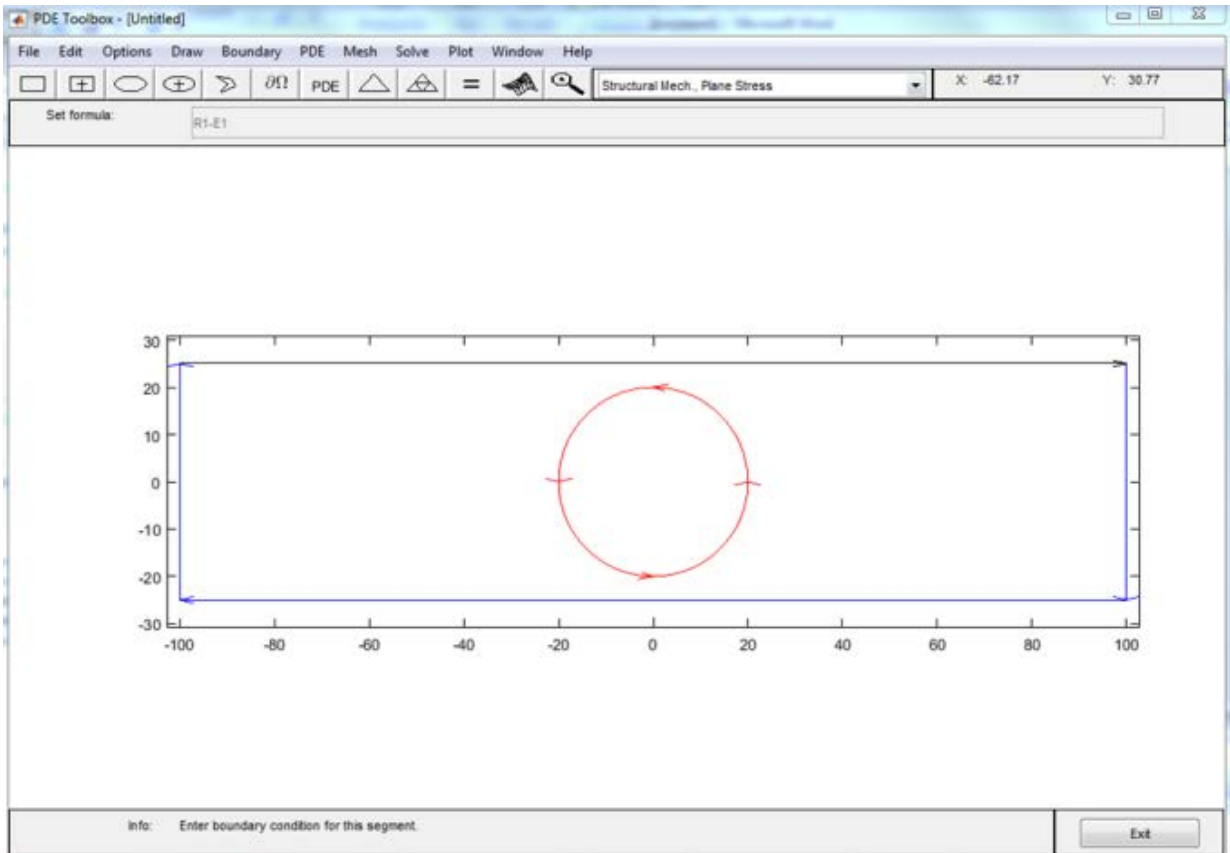 PDE Toolbox - [Untitled]
File Edit Options Draw Boundary PDE Mesh Solve Plot Window Help
∂Ω PDE = Structural Mech., Plane Stress X: -62.17 Y: 30.77
Set formula: R1-E1
30
20
10
0
-10
-20
-30
-100 -80 -60 -40 -20 0 20 40 60 80 100
Info: Enter boundary condition for this segment. Exit